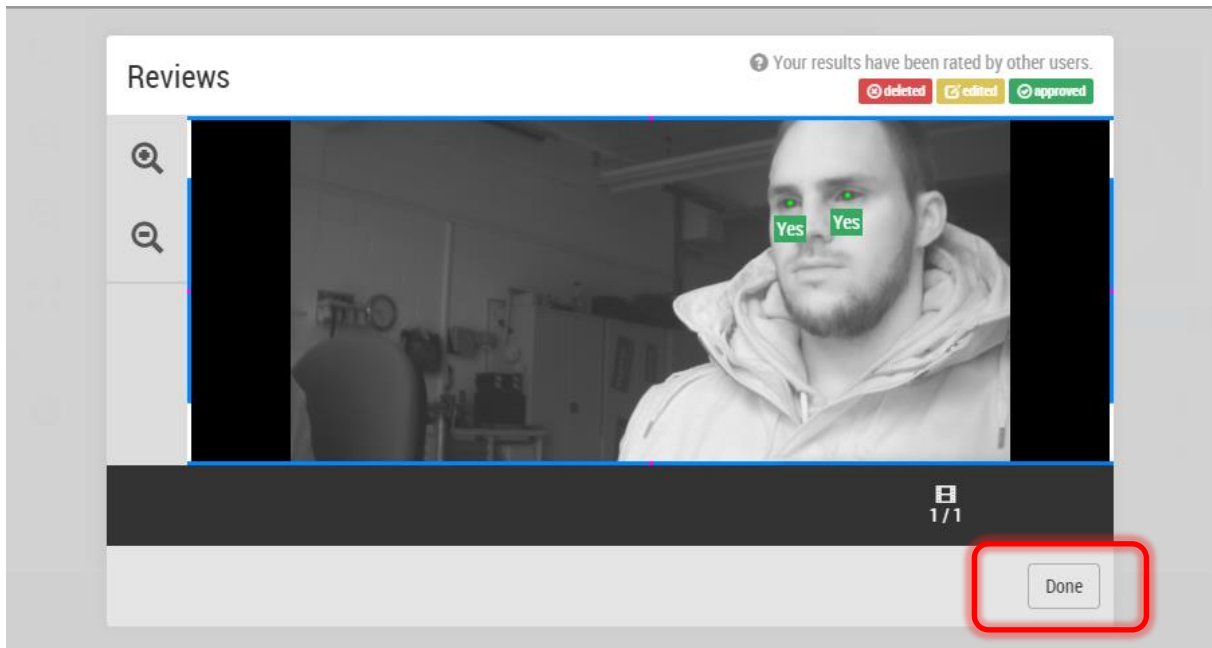 Reviews
Your results have been rated by other users.
deleted edited approved
Yes Yes
1 / 1
Done